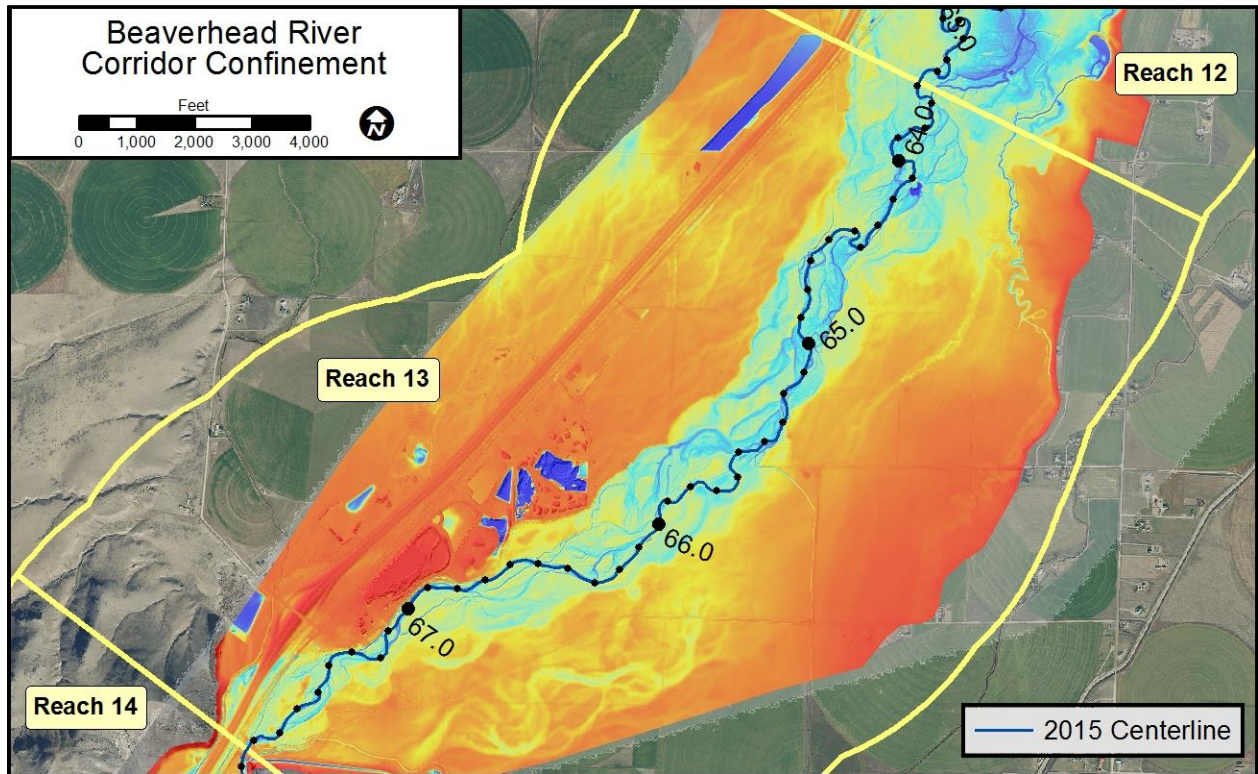 Beaverhead River
Corridor Confinement
Feet
0 1,000 2,000 3,000 4,000
N
Reach 12
64.0
65.0
Reach 13
66.0
67.0
Reach 14
2015 Centerline